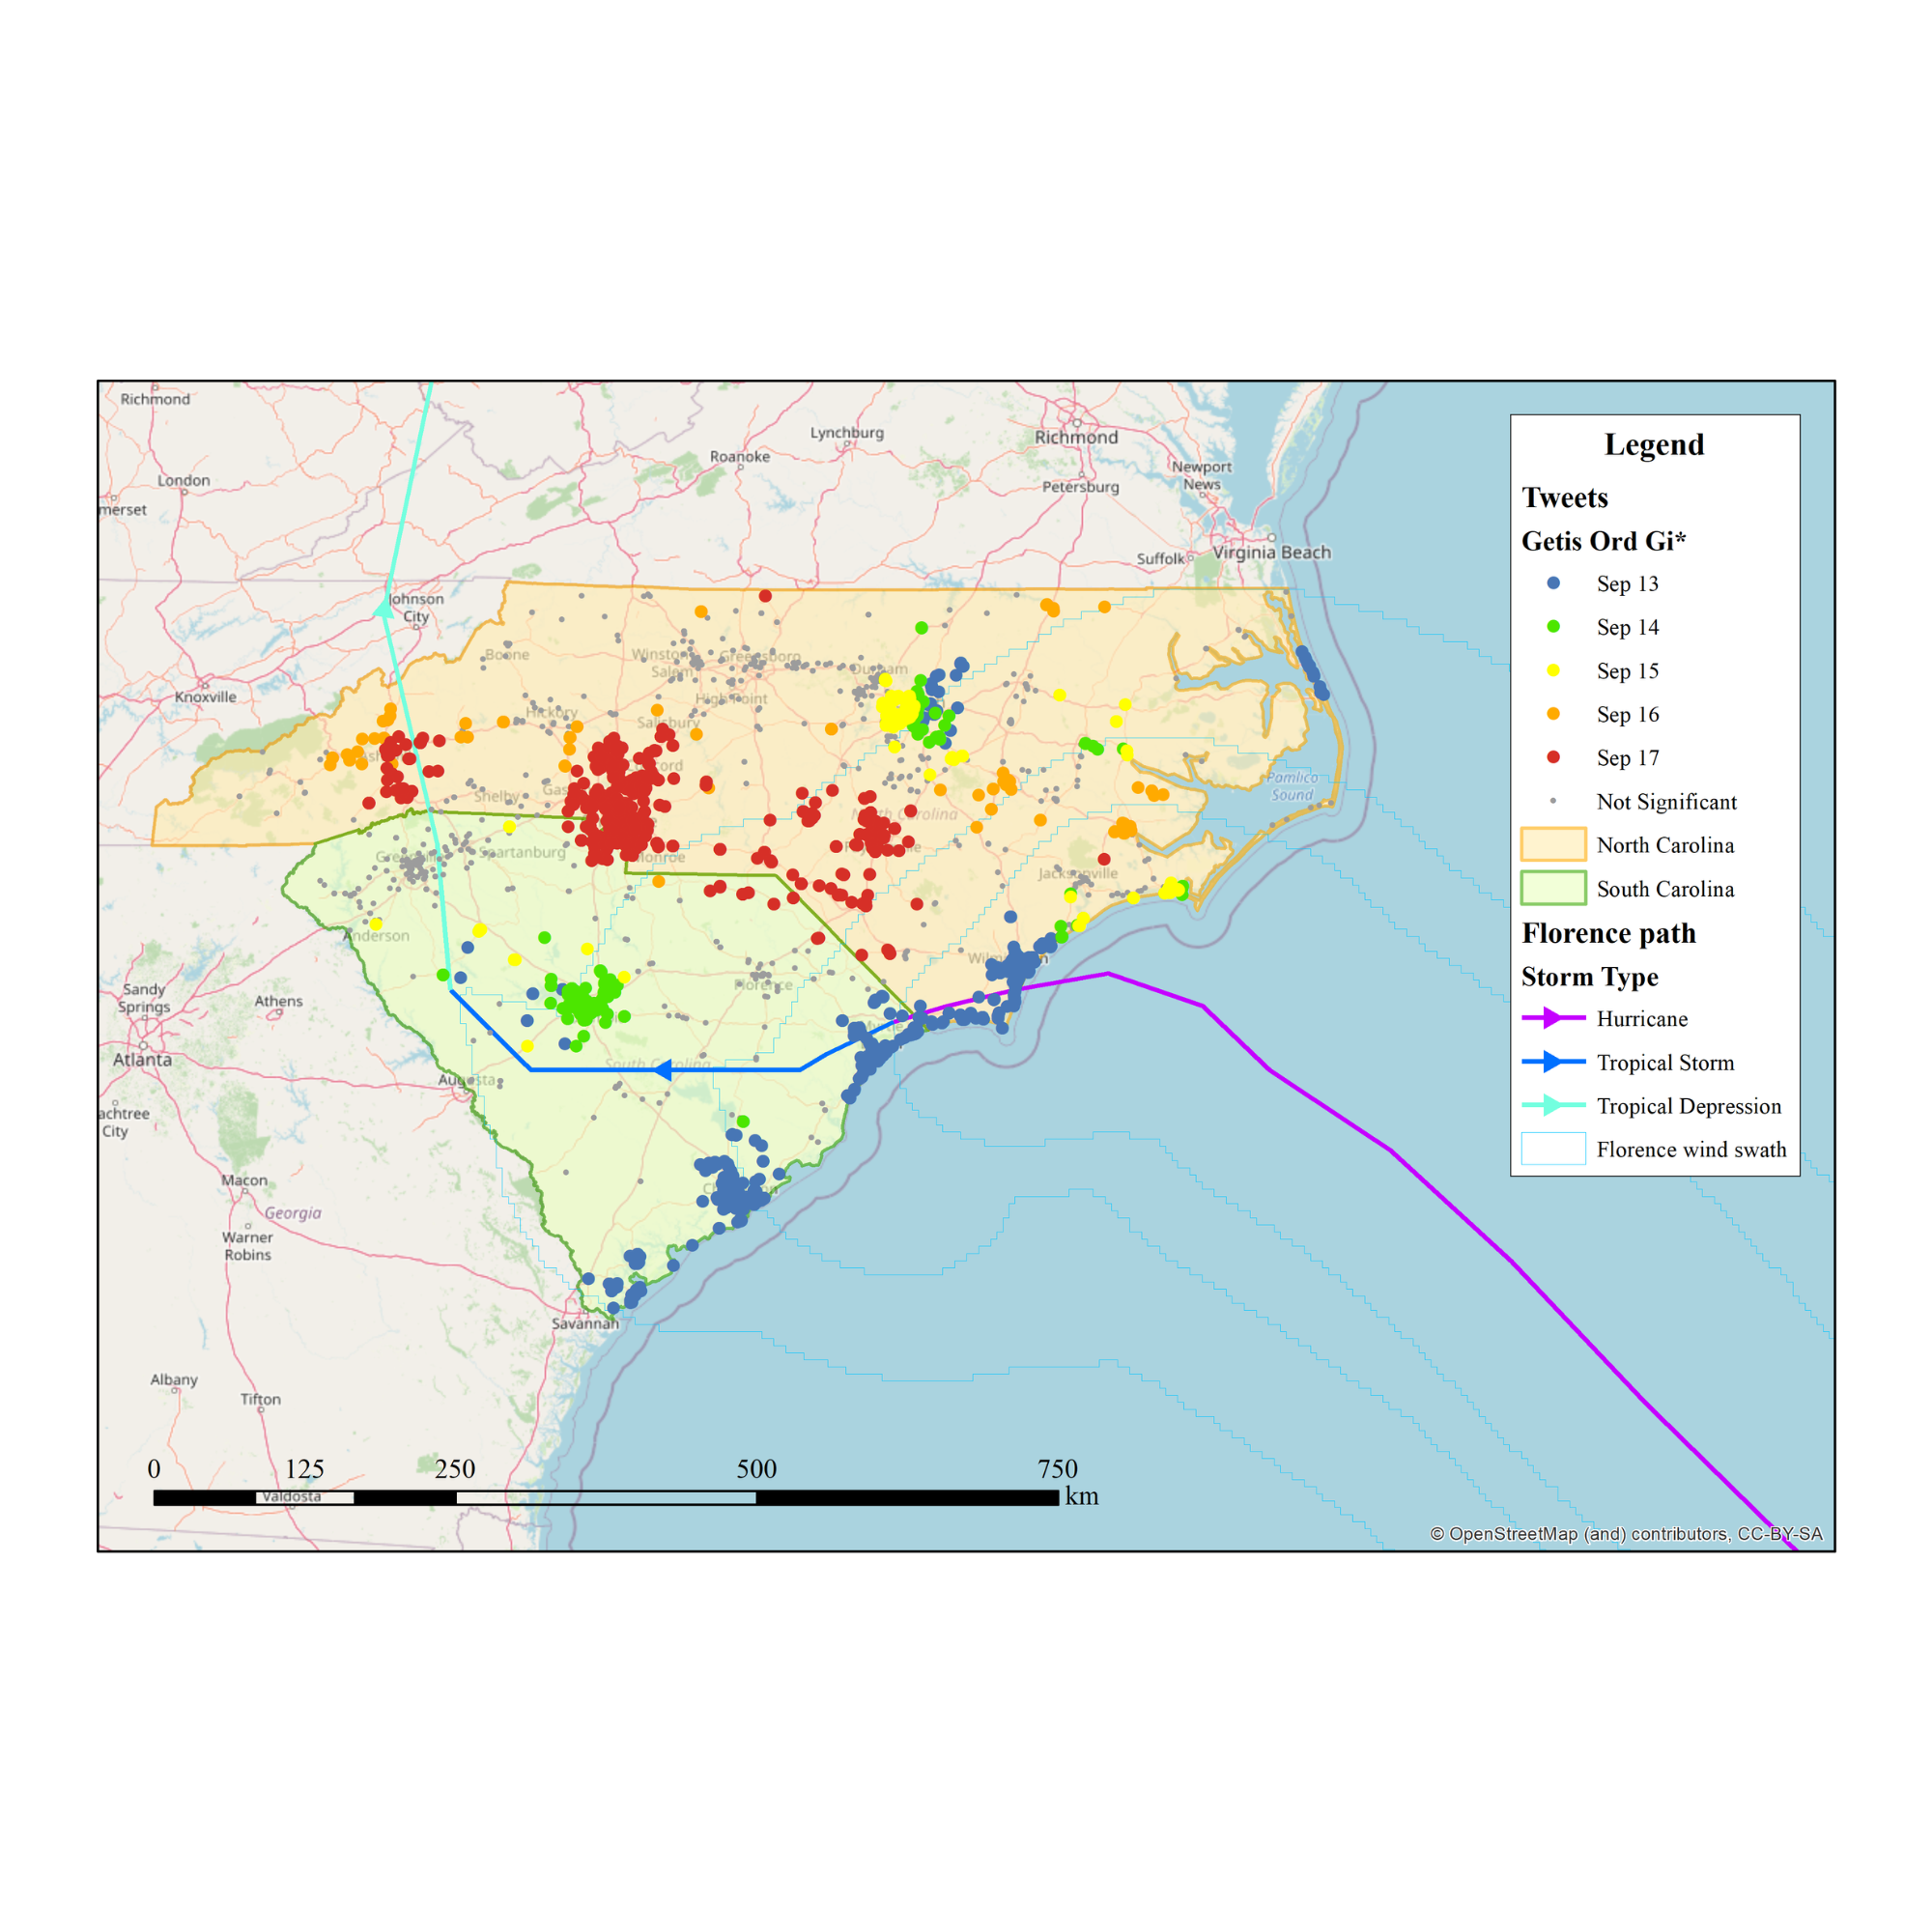 Richmond
London
merset
Lynchburg
Roanoke
Richmond
Petersburg
Newport
News
Suffolk
Virginia Beach
Johnson
City
Knoxville
Boone
Winston
Salem
Greensboro
High Point
Durham
Hickory
Salisbury
Shelby
Spartanburg
Monroe
North Carolina
Jacksonville
Pamlico
Sound
Anderson
Florence
South Carolina
Augusta
Sandy
Springs
Athens
Atlanta
achtree
City
Macon
Georgia
Warner
Robins
Savannah
Albany
Tifton
Valdosta
0 125 250 500 750
km
Legend
Tweets
Getis Ord Gi*
Sep 13
Sep 14
Sep 15
Sep 16
Sep 17
Not Significant
North Carolina
South Carolina
Florence path
Storm Type
Hurricane
Tropical Storm
Tropical Depression
Florence wind swath
© OpenStreetMap (and) contributors, CC-BY-SA